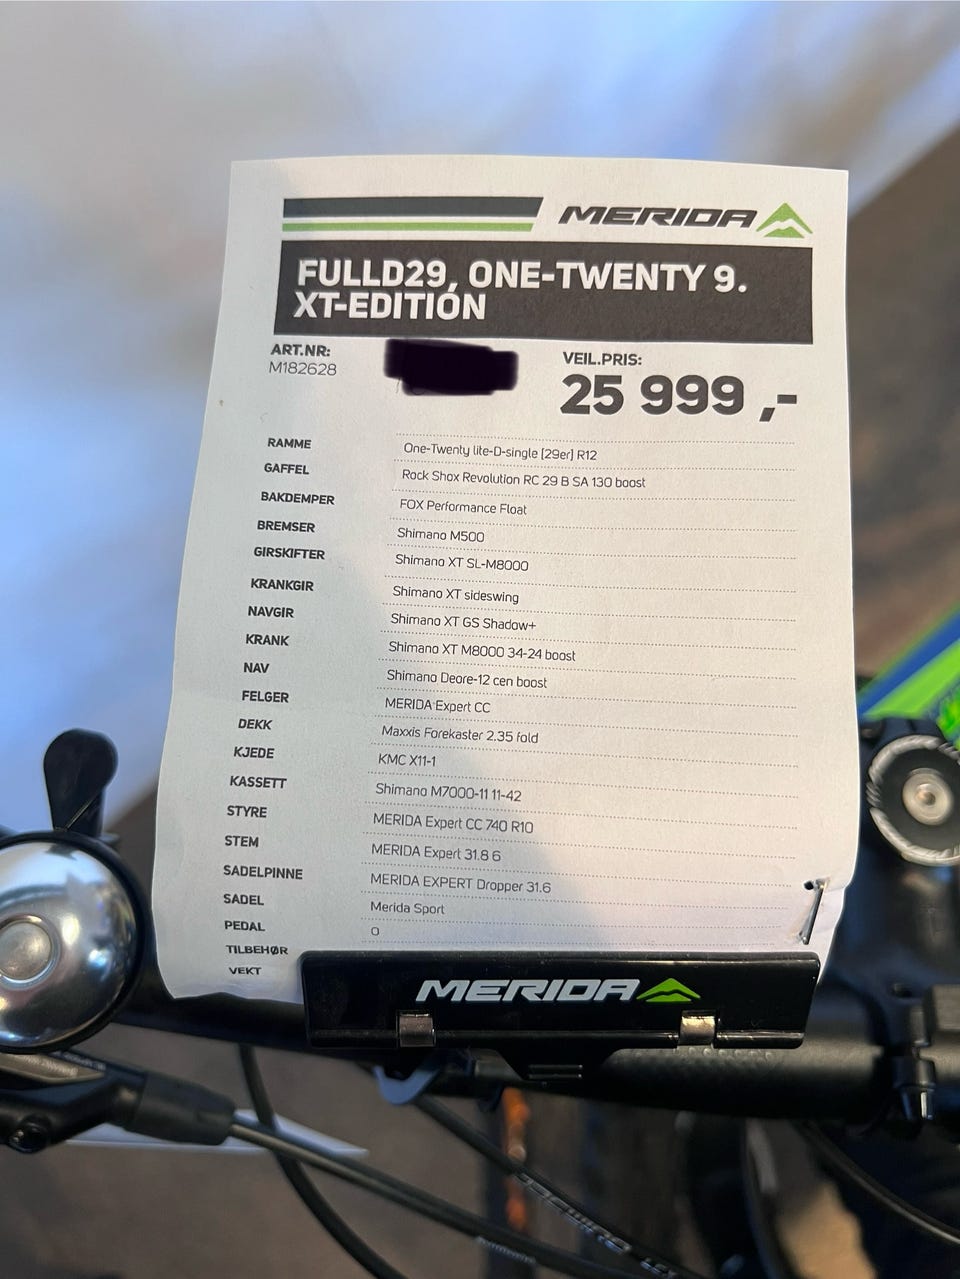 MERIDA
FULLD29, ONE-TWENTY 9.
XT-EDITION
ART.NR:
M182628
VEIL.PRIS:
25 999 ,-
RAMME One-Twenty lite-D-single [29er] R12
GAFFEL Rock Shox Revolution RC 29 B SA 130 boost
BAKDEMPER FOX Performance Float
BREMSER Shimano M500
GIRSKIFTER Shimano XT SL-M8000
KRANKGIR Shimano XT sideswing
NAVGIR Shimano XT GS Shadow+
KRANK Shimano XT M8000 34-24 boost
NAV Shimano Deore-12 cen boost
FELGER MERIDA Expert CC
DEKK Maxxis Forekaster 2.35 fold
KJEDE KMC X11-1
KASSETT Shimano M7000-11 11-42
STYRE MERIDA Expert CC 740 R10
STEM MERIDA Expert 31.8 6
SADELPINNE MERIDA EXPERT Dropper 31.6
SADEL Merida Sport
PEDAL 0
TILBEHØR
VEKT
MERIDA